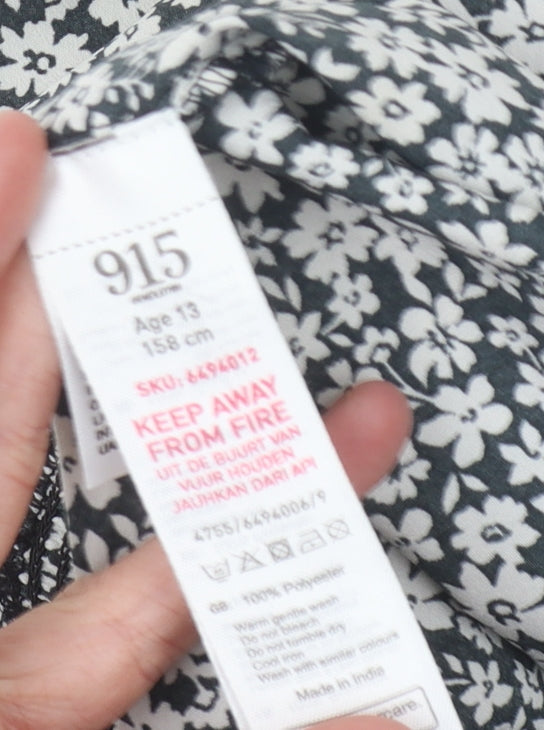 915
Age 13
158 cm
SKU: 6494012
KEEP AWAY
FROM FIRE
UIT DE BUURT VAN
VUUR HOUDEN
JAUHKAN DARI API
4755/6494006/9
GB: 100% Polyester
Warm gentle wash
Do not bleach
Do not tumble dry
Cool iron
Wash with similar colours
Made in India
care.